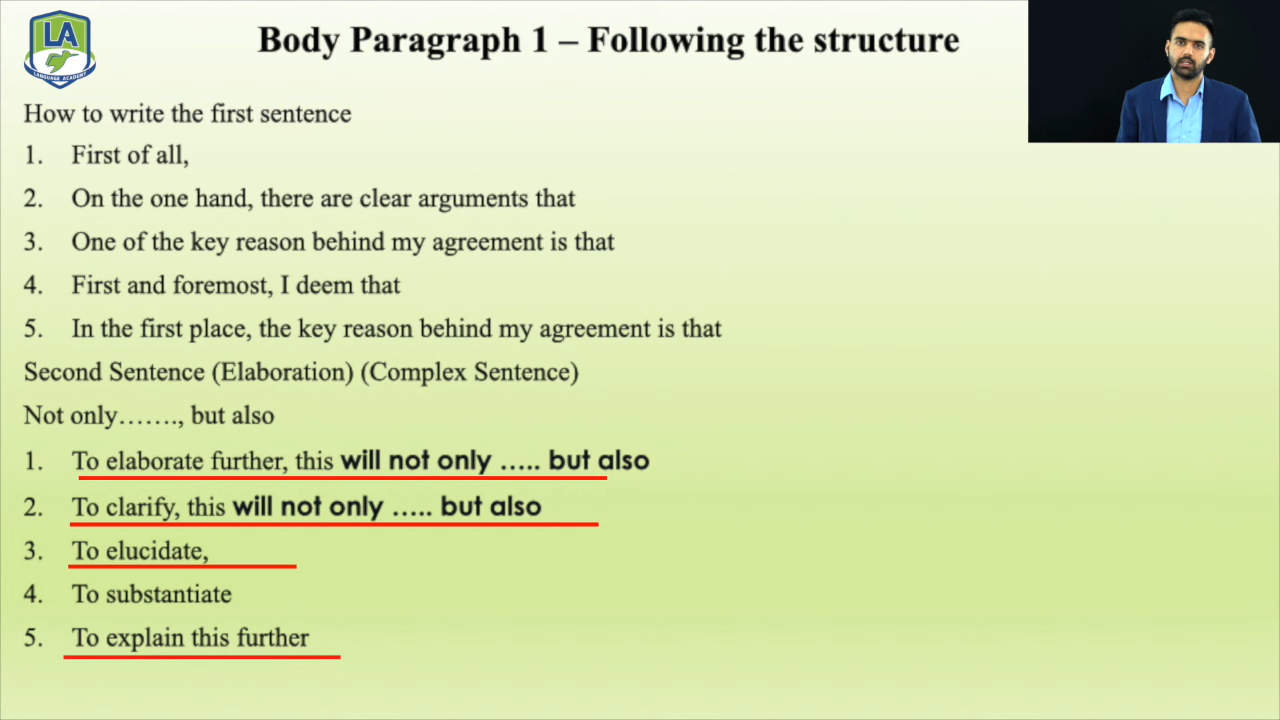 LA
LANGUAGE ACADEMY
Body Paragraph 1 – Following the structure
How to write the first sentence
1. First of all,
2. On the one hand, there are clear arguments that
3. One of the key reason behind my agreement is that
4. First and foremost, I deem that
5. In the first place, the key reason behind my agreement is that
Second Sentence (Elaboration) (Complex Sentence)
Not only……., but also
1. To elaborate further, this will not only ….. but also
2. To clarify, this will not only ….. but also
3. To elucidate,
4. To substantiate
5. To explain this further